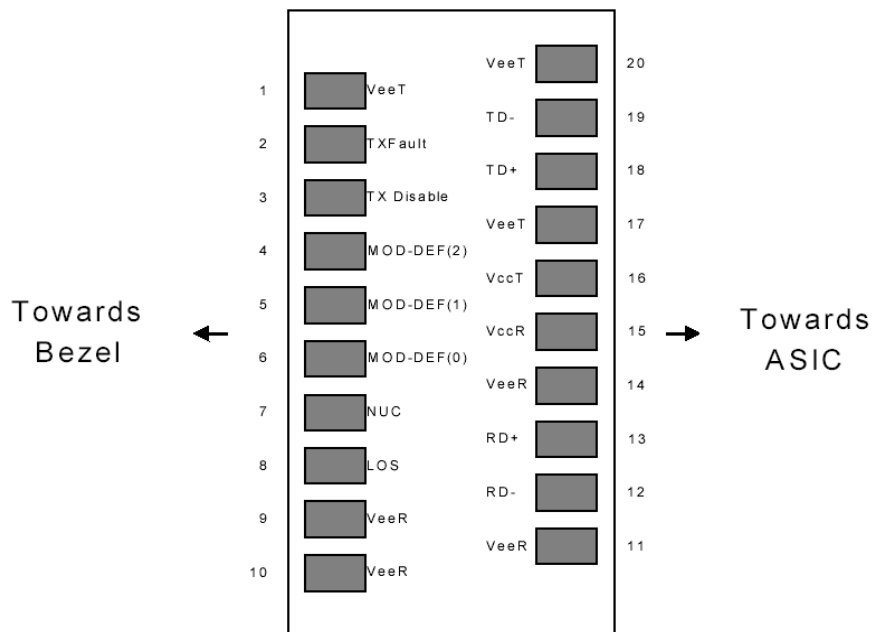 VeeT 20
1 VeeT
TD- 19
2 TXFault
TD+ 18
3 TX Disable
VeeT 17
4 MOD-DEF(2)
VccT 16
5 MOD-DEF(1)
Towards
Bezel
VccR 15
Towards
ASIC
6 MOD-DEF(0)
VeeR 14
7 NUC
RD+ 13
8 LOS
RD- 12
9 VeeR
VeeR 11
10 VeeR